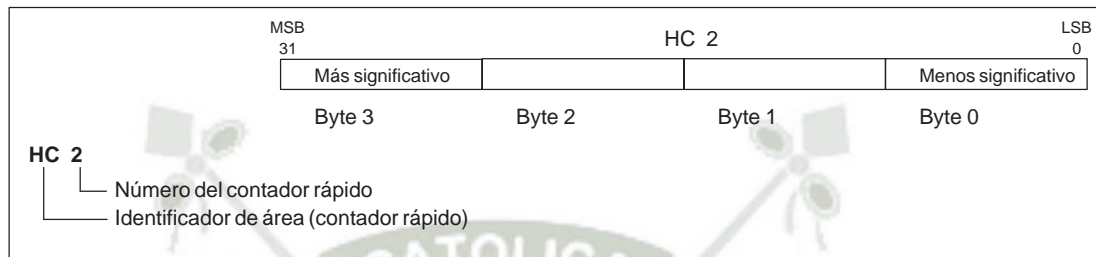 MSB HC 2 LSB
31 0
Más significativo Menos significativo
Byte 3 Byte 2 Byte 1 Byte 0
HC 2
Número del contador rápido
Identificador de área (contador rápido)
CATOLICA